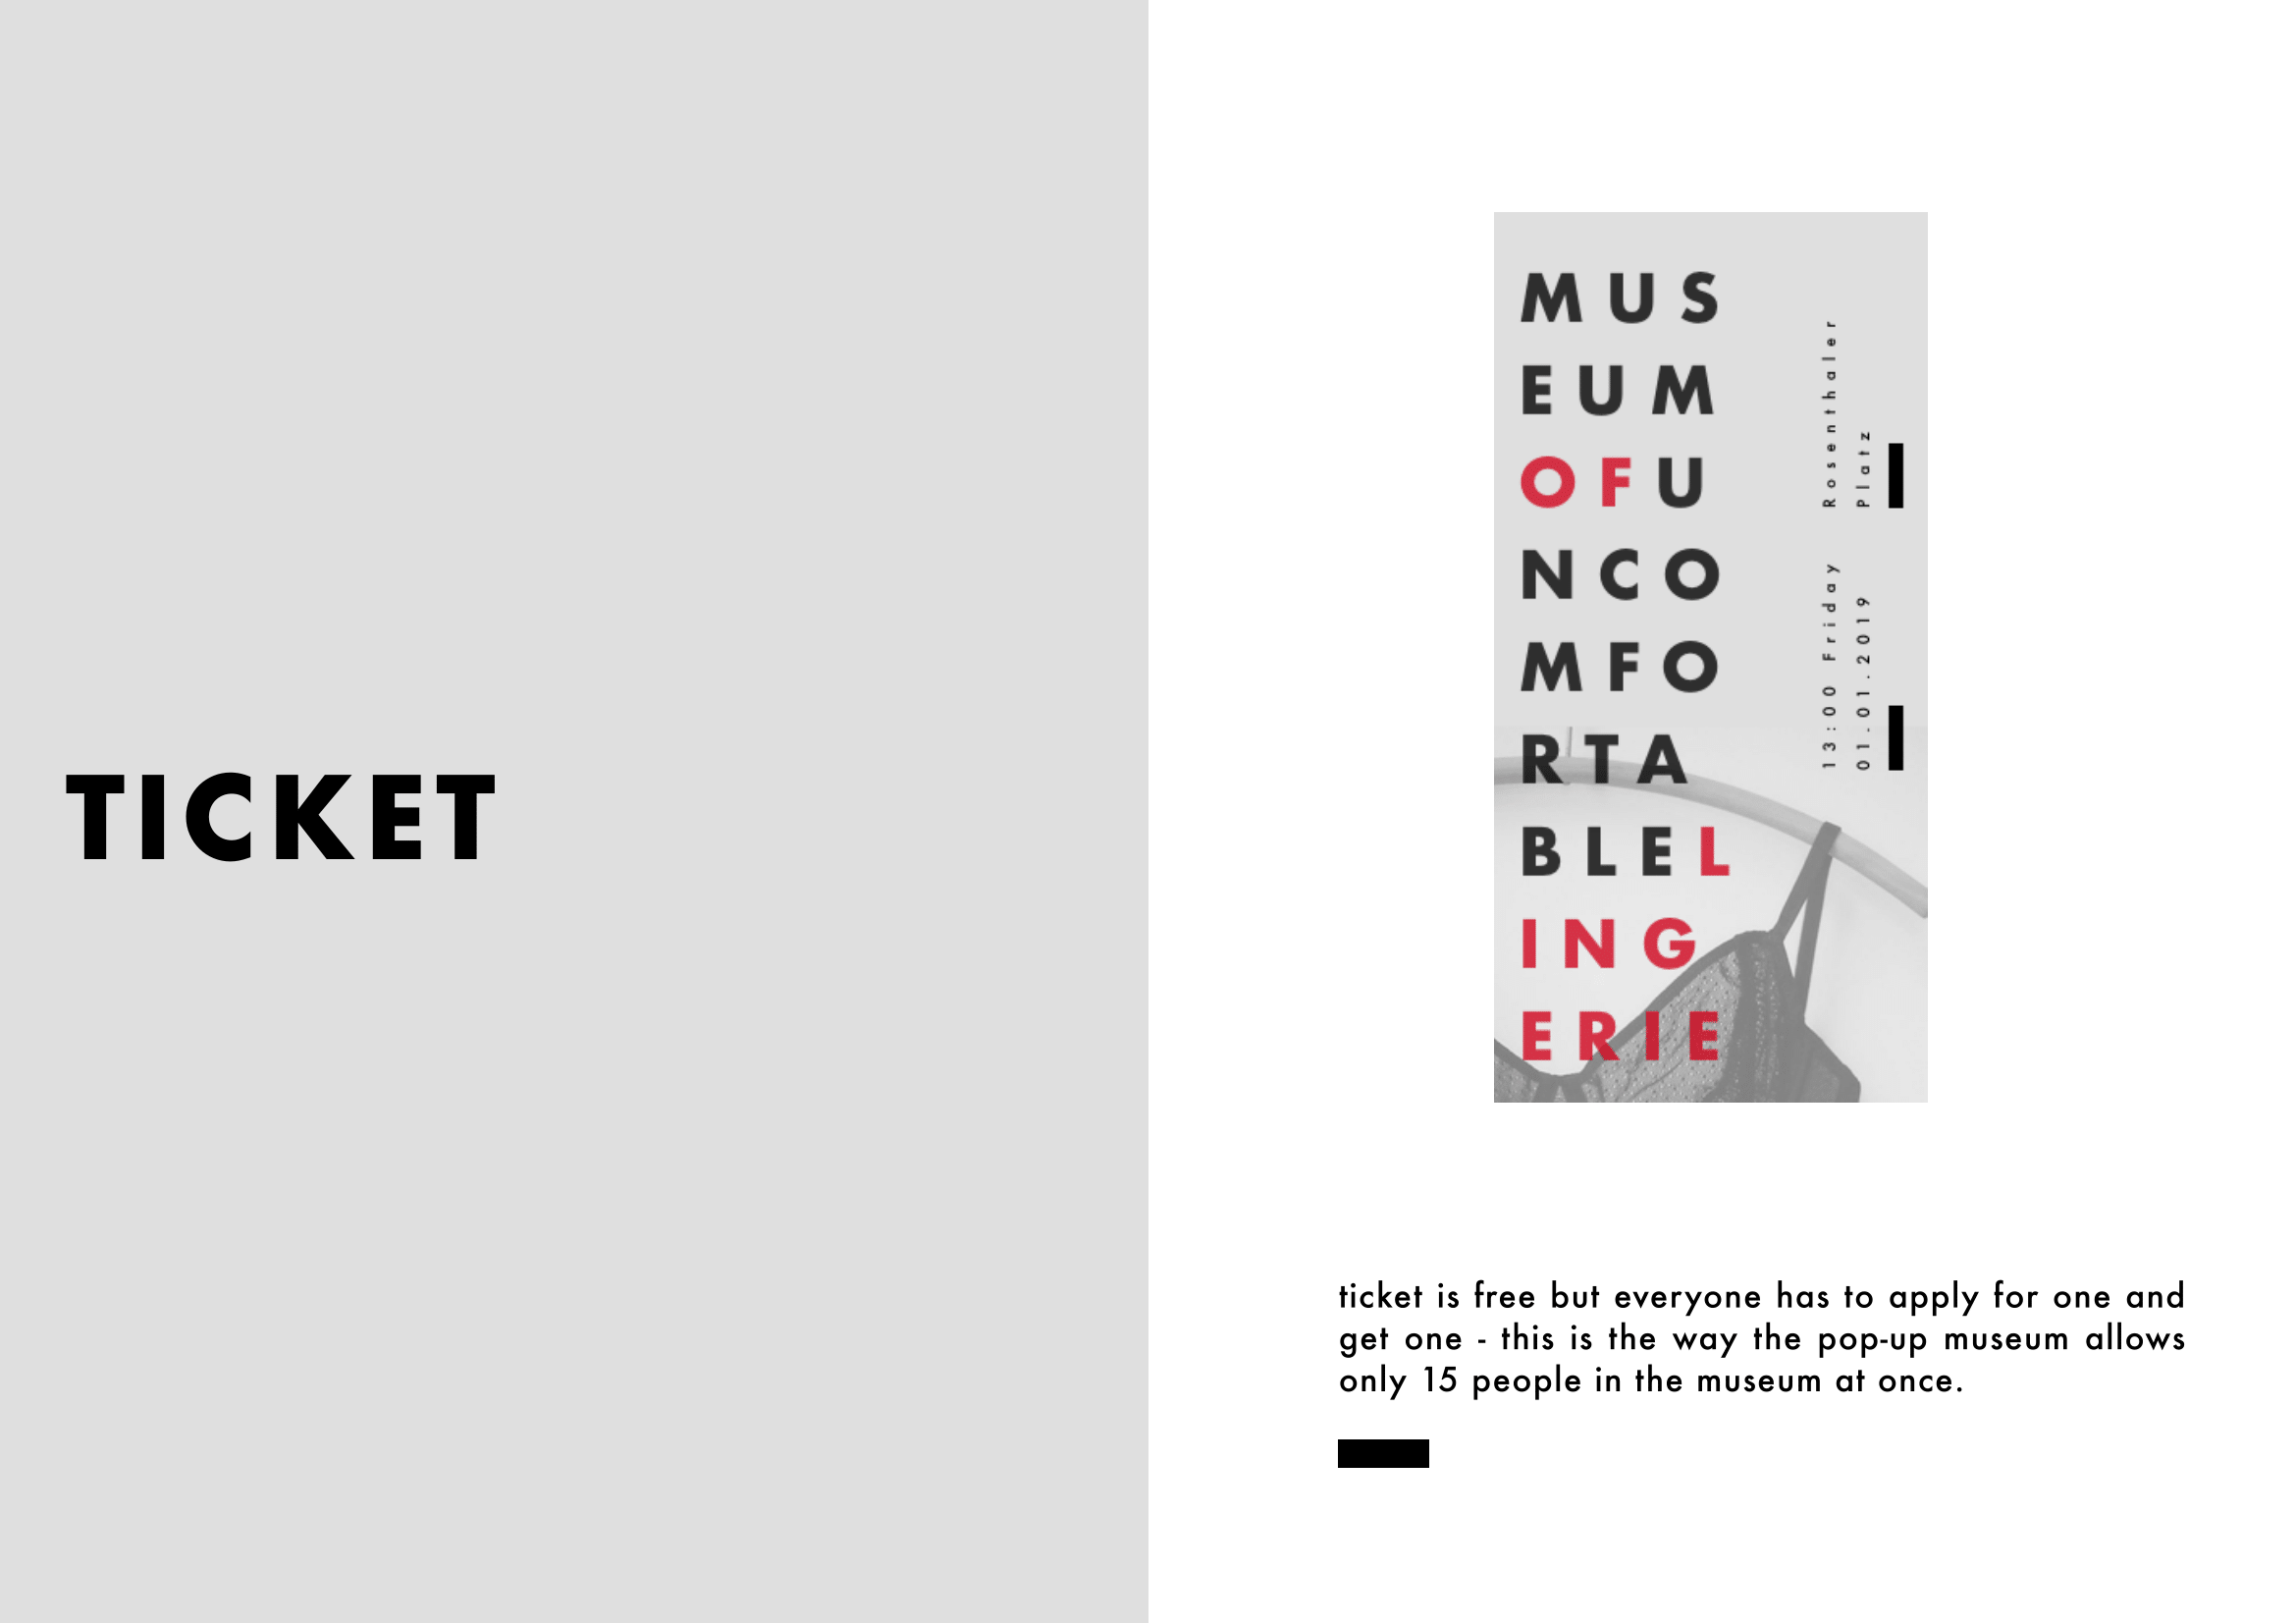 TICKET
MUS
EUM
OFU
NCO
MFO
RTA
BLEL
ING
ERIE
Rosenthaler
Platz
13:00 Friday
01.01.2019
ticket is free but everyone has to apply for one and
get one - this is the way the pop-up museum allows
only 15 people in the museum at once.